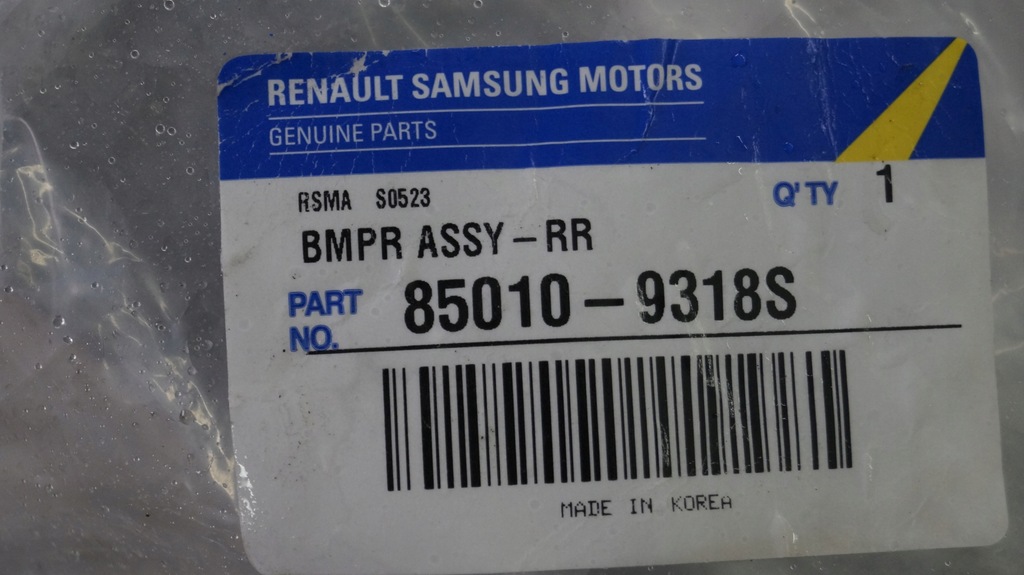 RENAULT SAMSUNG MOTORS
GENUINE PARTS
RSMA S0523
Q'TY 1
BMPR ASSY-RR
PART NO. 85010-9318S
MADE IN KOREA